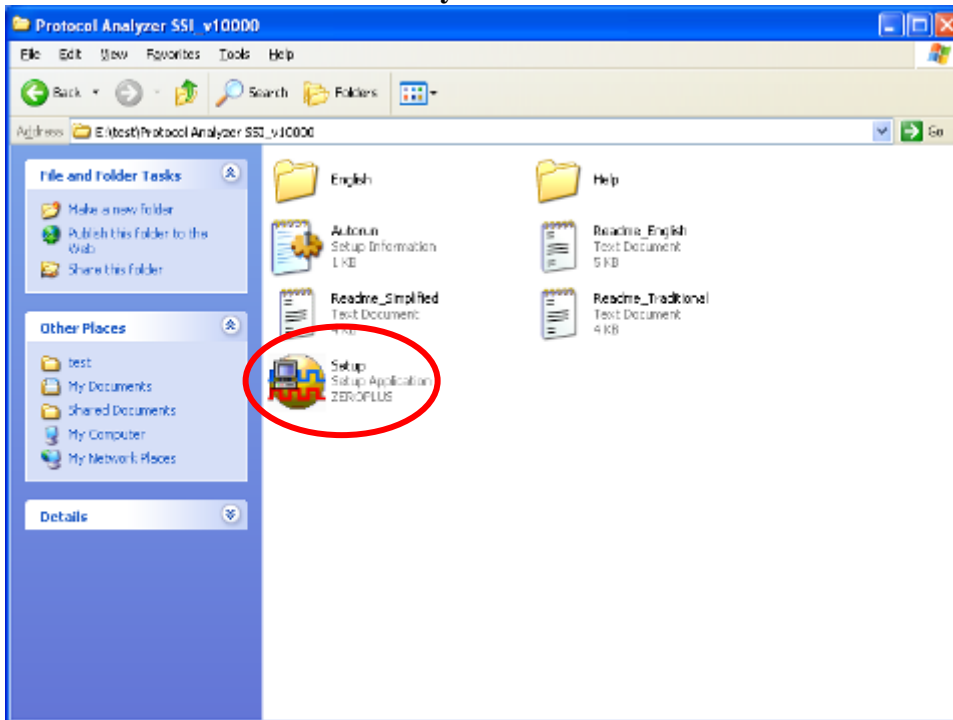 Protocol Analyzer SSI_v10000
File Edit View Favorites Tools Help
Back Search Folders
Address E:\test\Protocol Analyzer SSI_v10000 Go
File and Folder Tasks
Make a new folder
Publish this folder to the
Web
Share this folder
Other Places
test
My Documents
Shared Documents
My Computer
My Network Places
Details
English
Help
Autorun
Setup Information
1 KB
Readme_English
Text Document
5 KB
Readme_Simplified
Text Document
4 KB
Readme_Traditional
Text Document
4 KB
Setup
Setup Application
ZEROPLUS